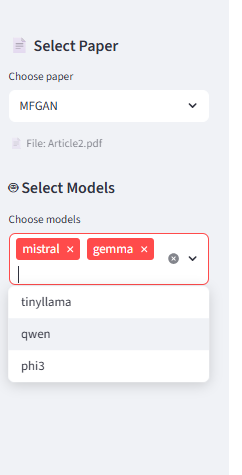 Select Paper
Choose paper
MFGAN
File: Article2.pdf
Select Models
Choose models
mistral × gemma ×
tinyllama
qwen
phi3